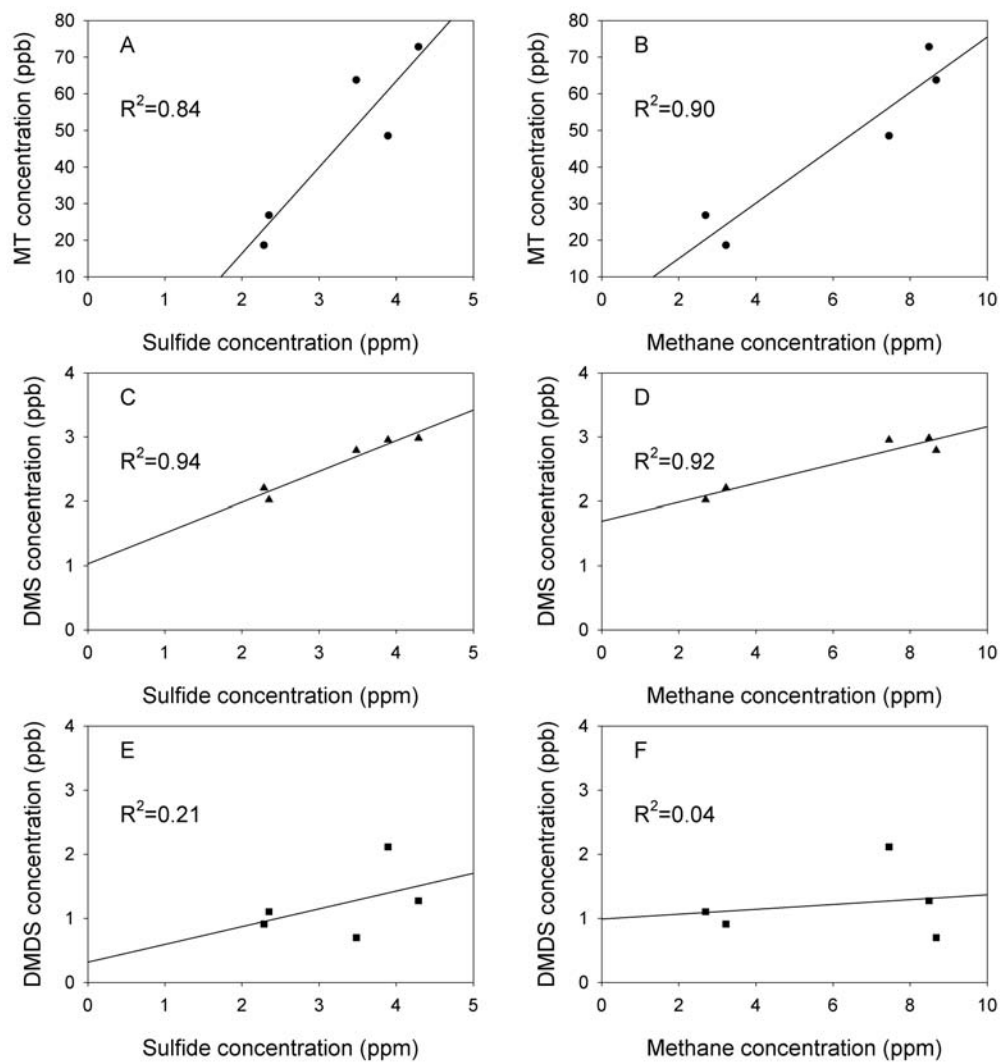 A
R²=0.84
MT concentration (ppb)
80
70
60
50
40
30
20
10
0 1 2 3 4 5
Sulfide concentration (ppm)
B
R²=0.90
MT concentration (ppb)
80
70
60
50
40
30
20
10
0 2 4 6 8 10
Methane concentration (ppm)
C
R²=0.94
DMS concentration (ppb)
4
3
2
1
0
0 1 2 3 4 5
Sulfide concentration (ppm)
D
R²=0.92
DMS concentration (ppb)
4
3
2
1
0
0 2 4 6 8 10
Methane concentration (ppm)
E
R²=0.21
DMDS concentration (ppb)
4
3
2
1
0
0 1 2 3 4 5
Sulfide concentration (ppm)
F
R²=0.04
DMDS concentration (ppb)
4
3
2
1
0
0 2 4 6 8 10
Methane concentration (ppm)